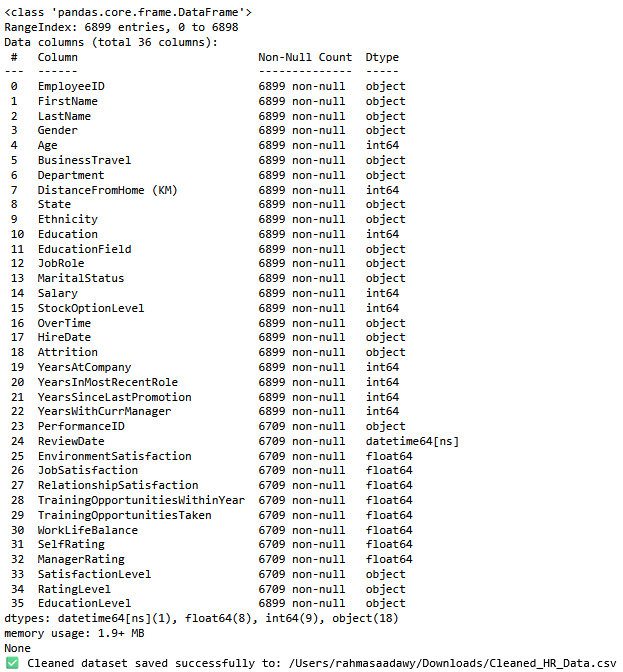 <class 'pandas.core.frame.DataFrame'>
RangeIndex: 6899 entries, 0 to 6898
Data columns (total 36 columns):
 #   Column                         Non-Null Count  Dtype
---  ------                         --------------  -----
 0   EmployeeID                     6899 non-null   object
 1   FirstName                      6899 non-null   object
 2   LastName                       6899 non-null   object
 3   Gender                         6899 non-null   object
 4   Age                            6899 non-null   int64
 5   BusinessTravel                 6899 non-null   object
 6   Department                     6899 non-null   object
 7   DistanceFromHome (KM)          6899 non-null   int64
 8   State                          6899 non-null   object
 9   Ethnicity                      6899 non-null   object
 10  Education                      6899 non-null   int64
 11  EducationField                 6899 non-null   object
 12  JobRole                        6899 non-null   object
 13  MaritalStatus                  6899 non-null   object
 14  Salary                         6899 non-null   int64
 15  StockOptionLevel               6899 non-null   int64
 16  OverTime                       6899 non-null   object
 17  HireDate                       6899 non-null   object
 18  Attrition                      6899 non-null   object
 19  YearsAtCompany                 6899 non-null   int64
 20  YearsInMostRecentRole          6899 non-null   int64
 21  YearsSinceLastPromotion        6899 non-null   int64
 22  YearsWithCurrManager           6899 non-null   int64
 23  PerformanceID                  6709 non-null   object
 24  ReviewDate                     6709 non-null   datetime64[ns]
 25  EnvironmentSatisfaction        6709 non-null   float64
 26  JobSatisfaction                6709 non-null   float64
 27  RelationshipSatisfaction       6709 non-null   float64
 28  TrainingOpportunitiesWithinYear  6709 non-null   float64
 29  TrainingOpportunitiesTaken     6709 non-null   float64
 30  WorkLifeBalance                6709 non-null   float64
 31  SelfRating                     6709 non-null   float64
 32  ManagerRating                  6709 non-null   float64
 33  SatisfactionLevel              6709 non-null   object
 34  RatingLevel                    6709 non-null   object
 35  EducationLevel                 6899 non-null   object
dtypes: datetime64[ns](1), float64(8), int64(9), object(18)
memory usage: 1.9+ MB
None
✅ Cleaned dataset saved successfully to: /Users/rahmasaadawy/Downloads/Cleaned_HR_Data.csv